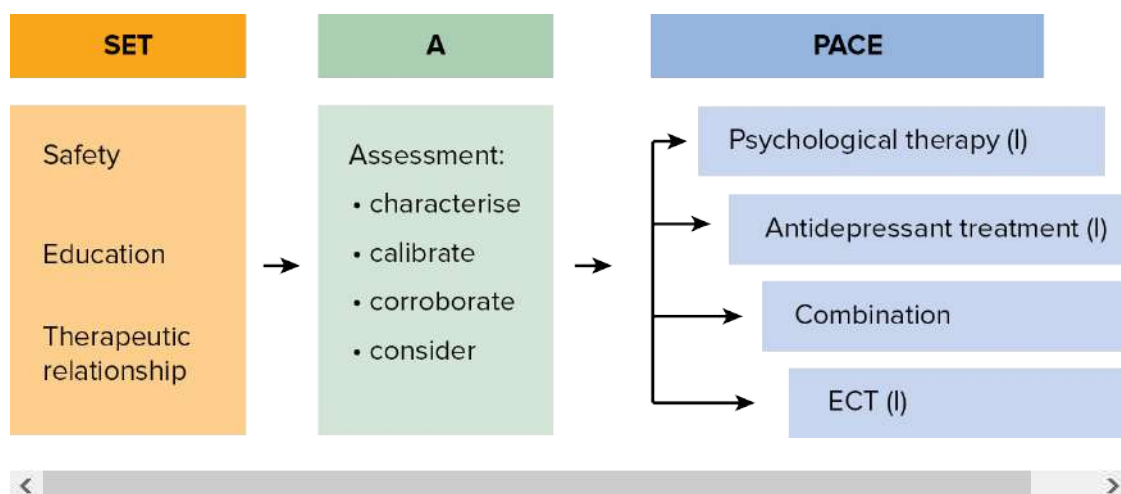 SET
A
PACE
Safety
Education
Therapeutic
relationship
Assessment:
• characterise
• calibrate
• corroborate
• consider
Psychological therapy (I)
Antidepressant treatment (I)
Combination
ECT (I)